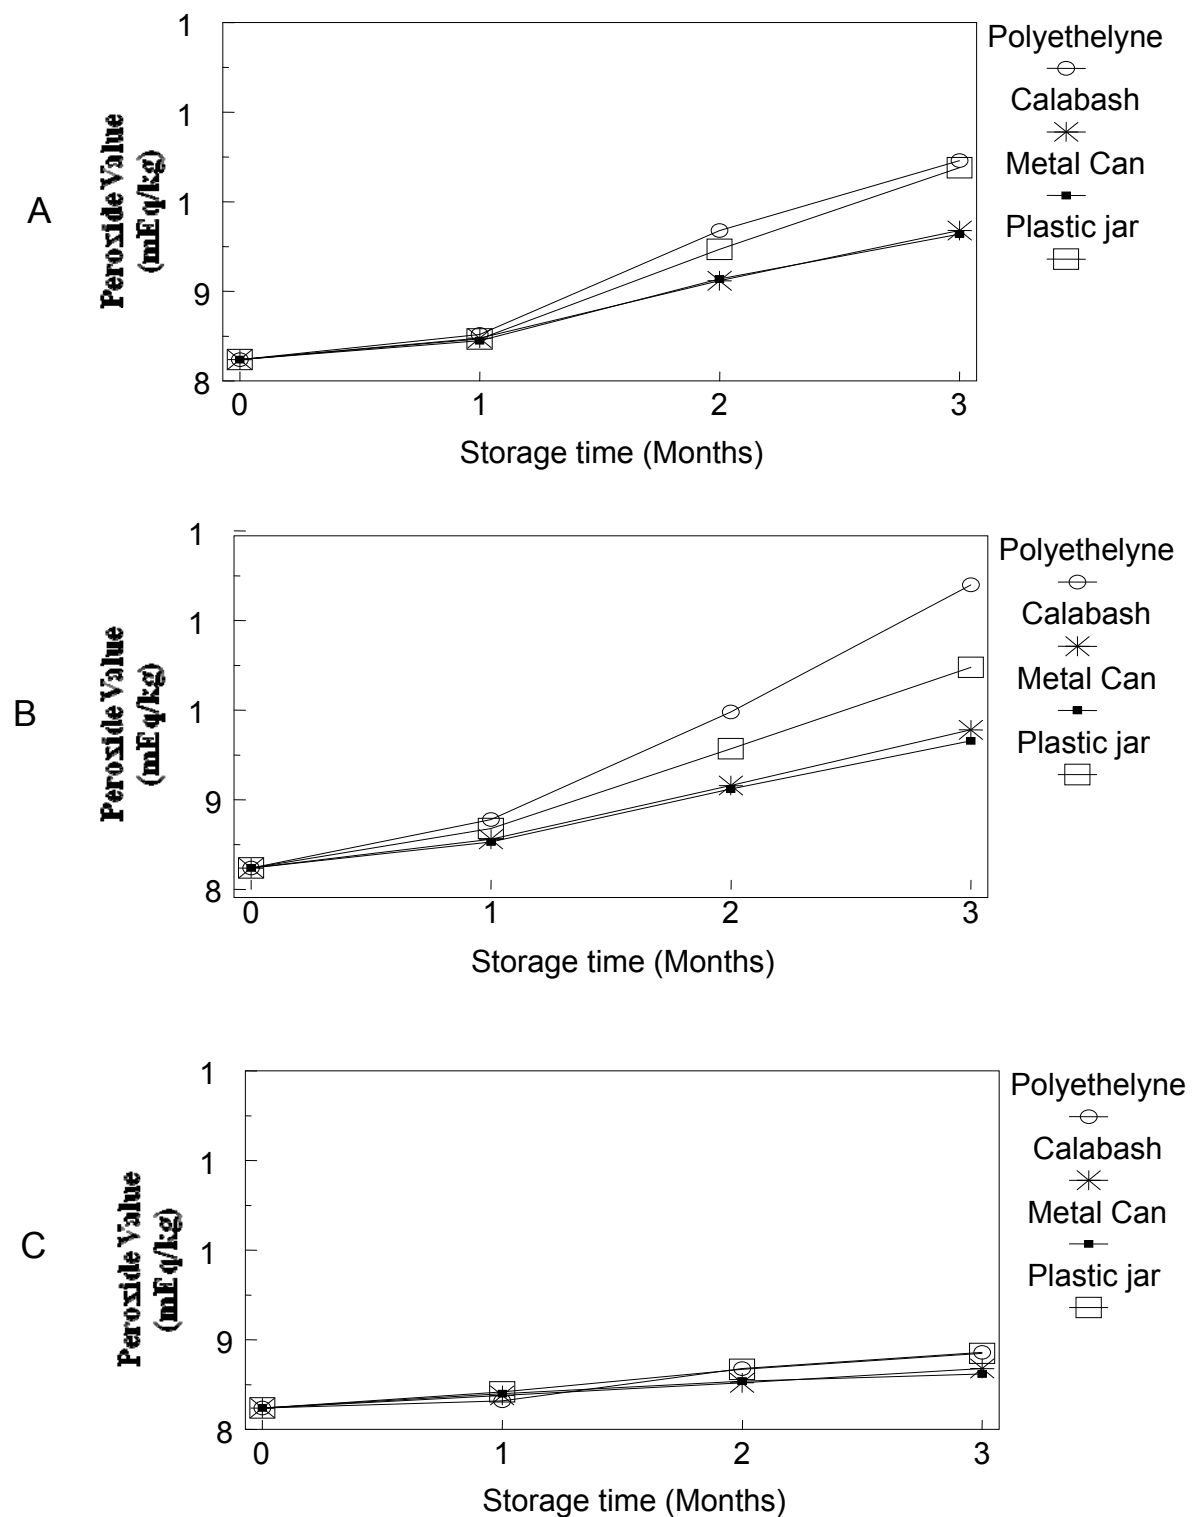 1
1
1
9
8
A
Peroxide Value
(mEq/kg)
0 1 2 3
Storage time (Months)
Polyethelyne
Calabash
Metal Can
Plastic jar
1
1
1
9
8
B
Peroxide Value
(mEq/kg)
0 1 2 3
Storage time (Months)
Polyethelyne
Calabash
Metal Can
Plastic jar
1
1
1
9
8
C
Peroxide Value
(mEq/kg)
0 1 2 3
Storage time (Months)
Polyethelyne
Calabash
Metal Can
Plastic jar